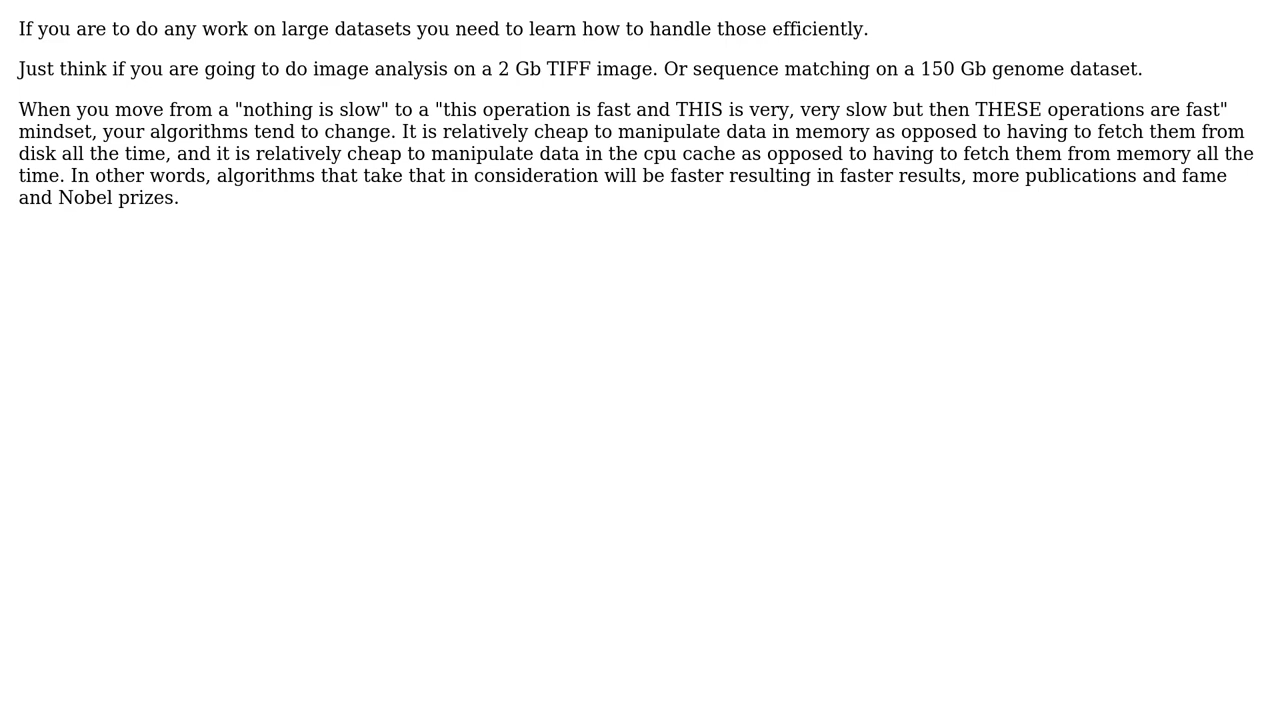 If you are to do any work on large datasets you need to learn how to handle those efficiently.
Just think if you are going to do image analysis on a 2 Gb TIFF image. Or sequence matching on a 150 Gb genome dataset.
When you move from a "nothing is slow" to a "this operation is fast and THIS is very, very slow but then THESE operations are fast"
mindset, your algorithms tend to change. It is relatively cheap to manipulate data in memory as opposed to having to fetch them from
disk all the time, and it is relatively cheap to manipulate data in the cpu cache as opposed to having to fetch them from memory all the
time. In other words, algorithms that take that in consideration will be faster resulting in faster results, more publications and fame
and Nobel prizes.